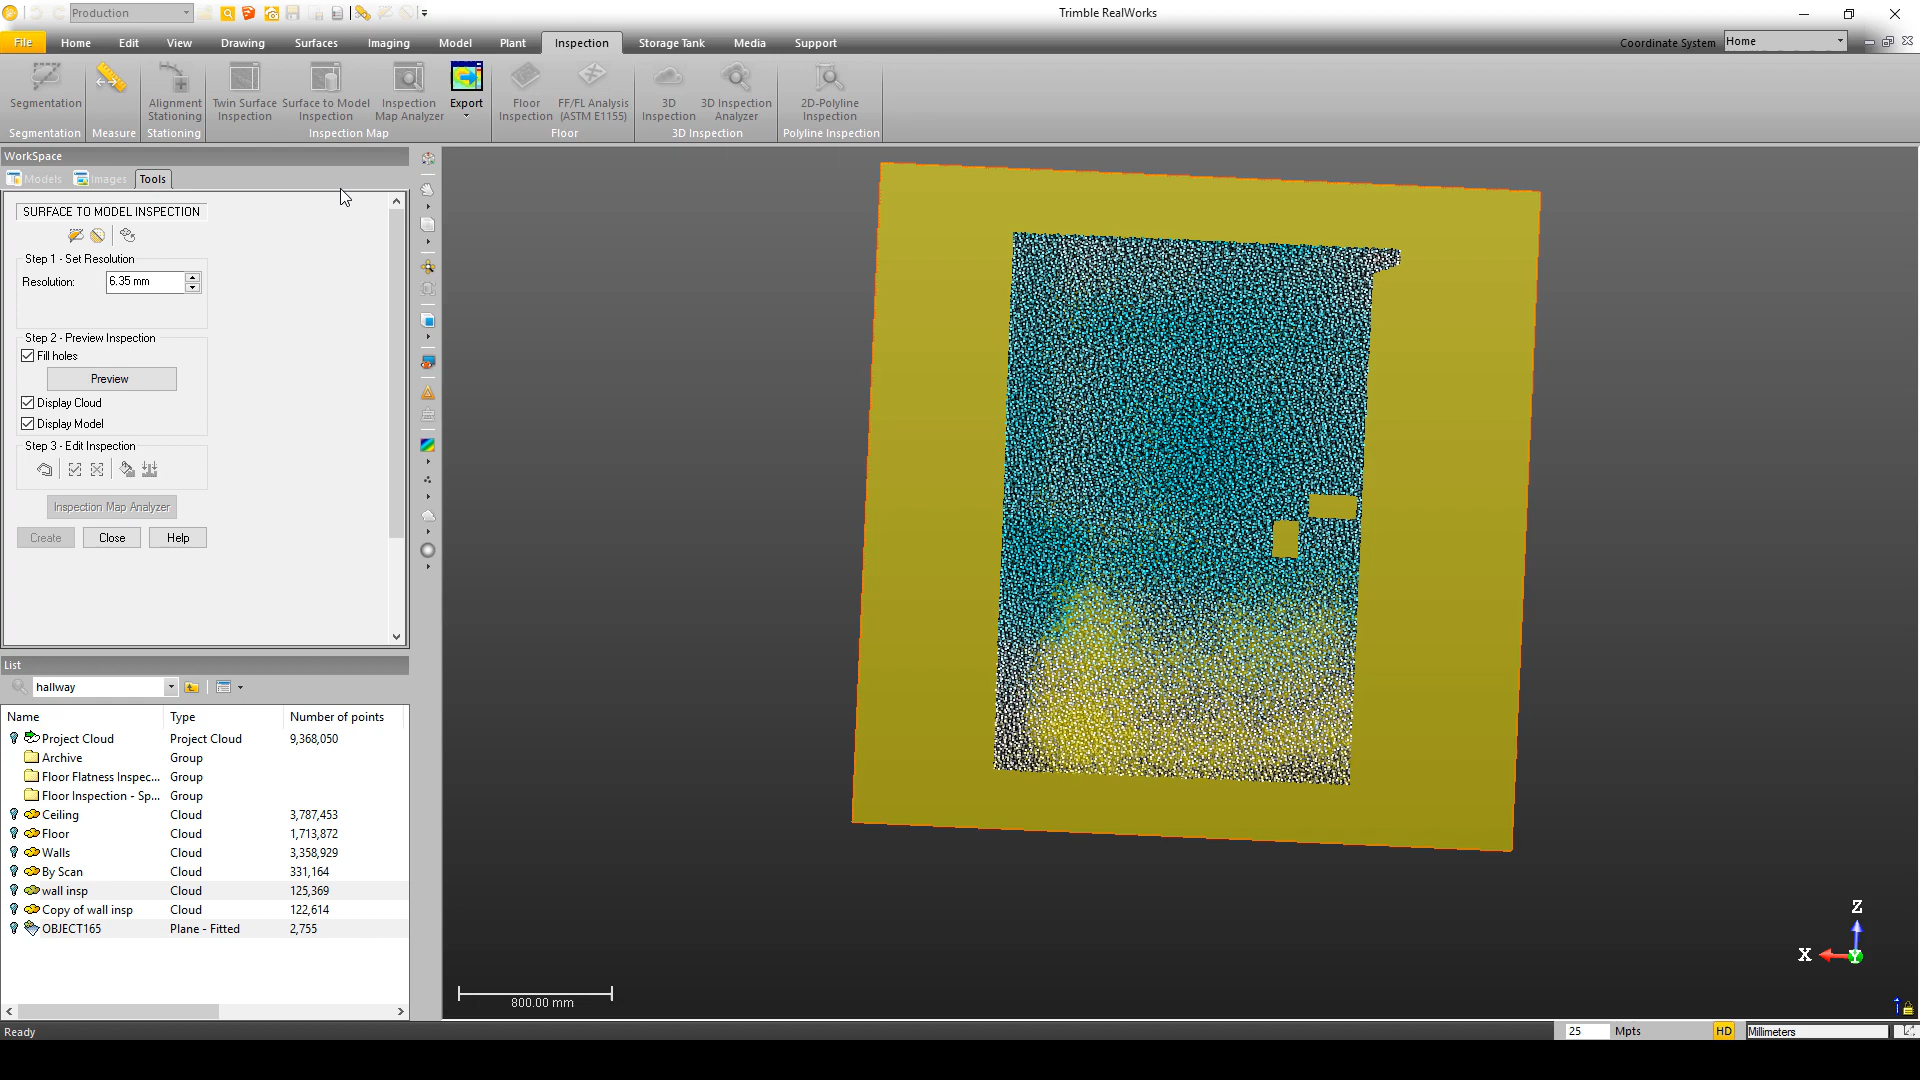 Production
Trimble RealWorks
File
Home
Edit
View
Drawing
Surfaces
Imaging
Model
Plant
Inspection
Storage Tank
Media
Support
Coordinate System
Home
Segmentation
Alignment Stationing
Twin Surface Inspection
Surface to Model Inspection
Inspection Map Analyzer
Export
Floor Inspection
FF/FL Analysis (ASTM E1155)
3D Inspection
3D Inspection Analyzer
2D-Polyline Inspection
Segmentation
Measure
Stationing
Inspection Map
Floor
3D Inspection
Polyline Inspection
WorkSpace
Models
Images
Tools
SURFACE TO MODEL INSPECTION
Step 1 - Set Resolution
Resolution: 6.35 mm
Step 2 - Preview Inspection
Fill holes
Preview
Display Cloud
Display Model
Step 3 - Edit Inspection
Inspection Map Analyzer
Create Close Help
List
hallway
Name Type Number of points
Project Cloud Project Cloud 9,368,050
Archive Group
Floor Flatness Inspec... Group
Floor Inspection - Sp... Group
Ceiling Cloud 3,787,453
Floor Cloud 1,713,872
Walls Cloud 3,358,929
By Scan Cloud 331,164
wall insp Cloud 125,369
Copy of wall insp Cloud 122,614
OBJECT165 Plane - Fitted 2,755
Z
X
Y
800.00 mm
Ready
25 Mpts
HD
Millimeters